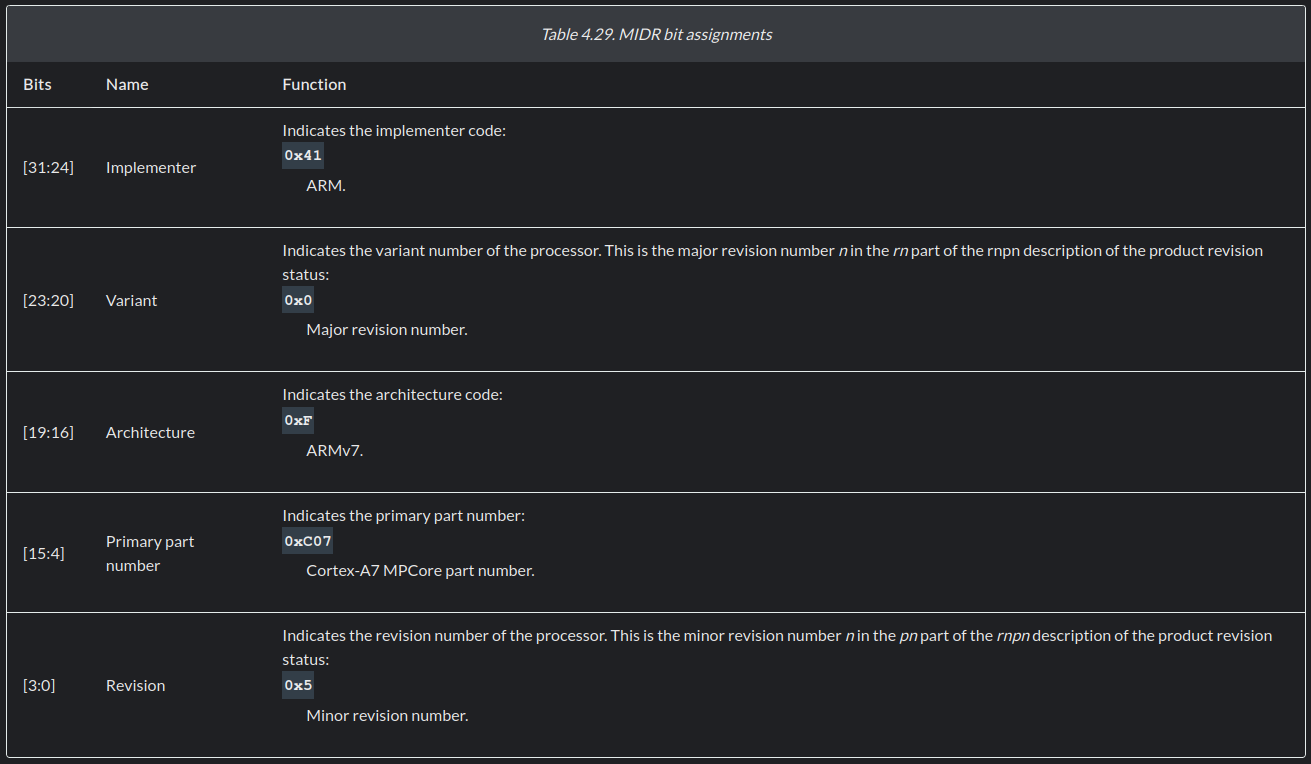 Table 4.29. MIDR bit assignments
Bits Name Function
[31:24] Implementer
Indicates the implementer code:
0x41
ARM.
[23:20] Variant
Indicates the variant number of the processor. This is the major revision number n in the rn part of the rnpn description of the product revision
status:
0x0
Major revision number.
[19:16] Architecture
Indicates the architecture code:
0xF
ARMv7.
[15:4]
Primary part
number
Indicates the primary part number:
0xC07
Cortex-A7 MPCore part number.
[3:0] Revision
Indicates the revision number of the processor. This is the minor revision number n in the pn part of the rnpn description of the product revision
status:
0x5
Minor revision number.